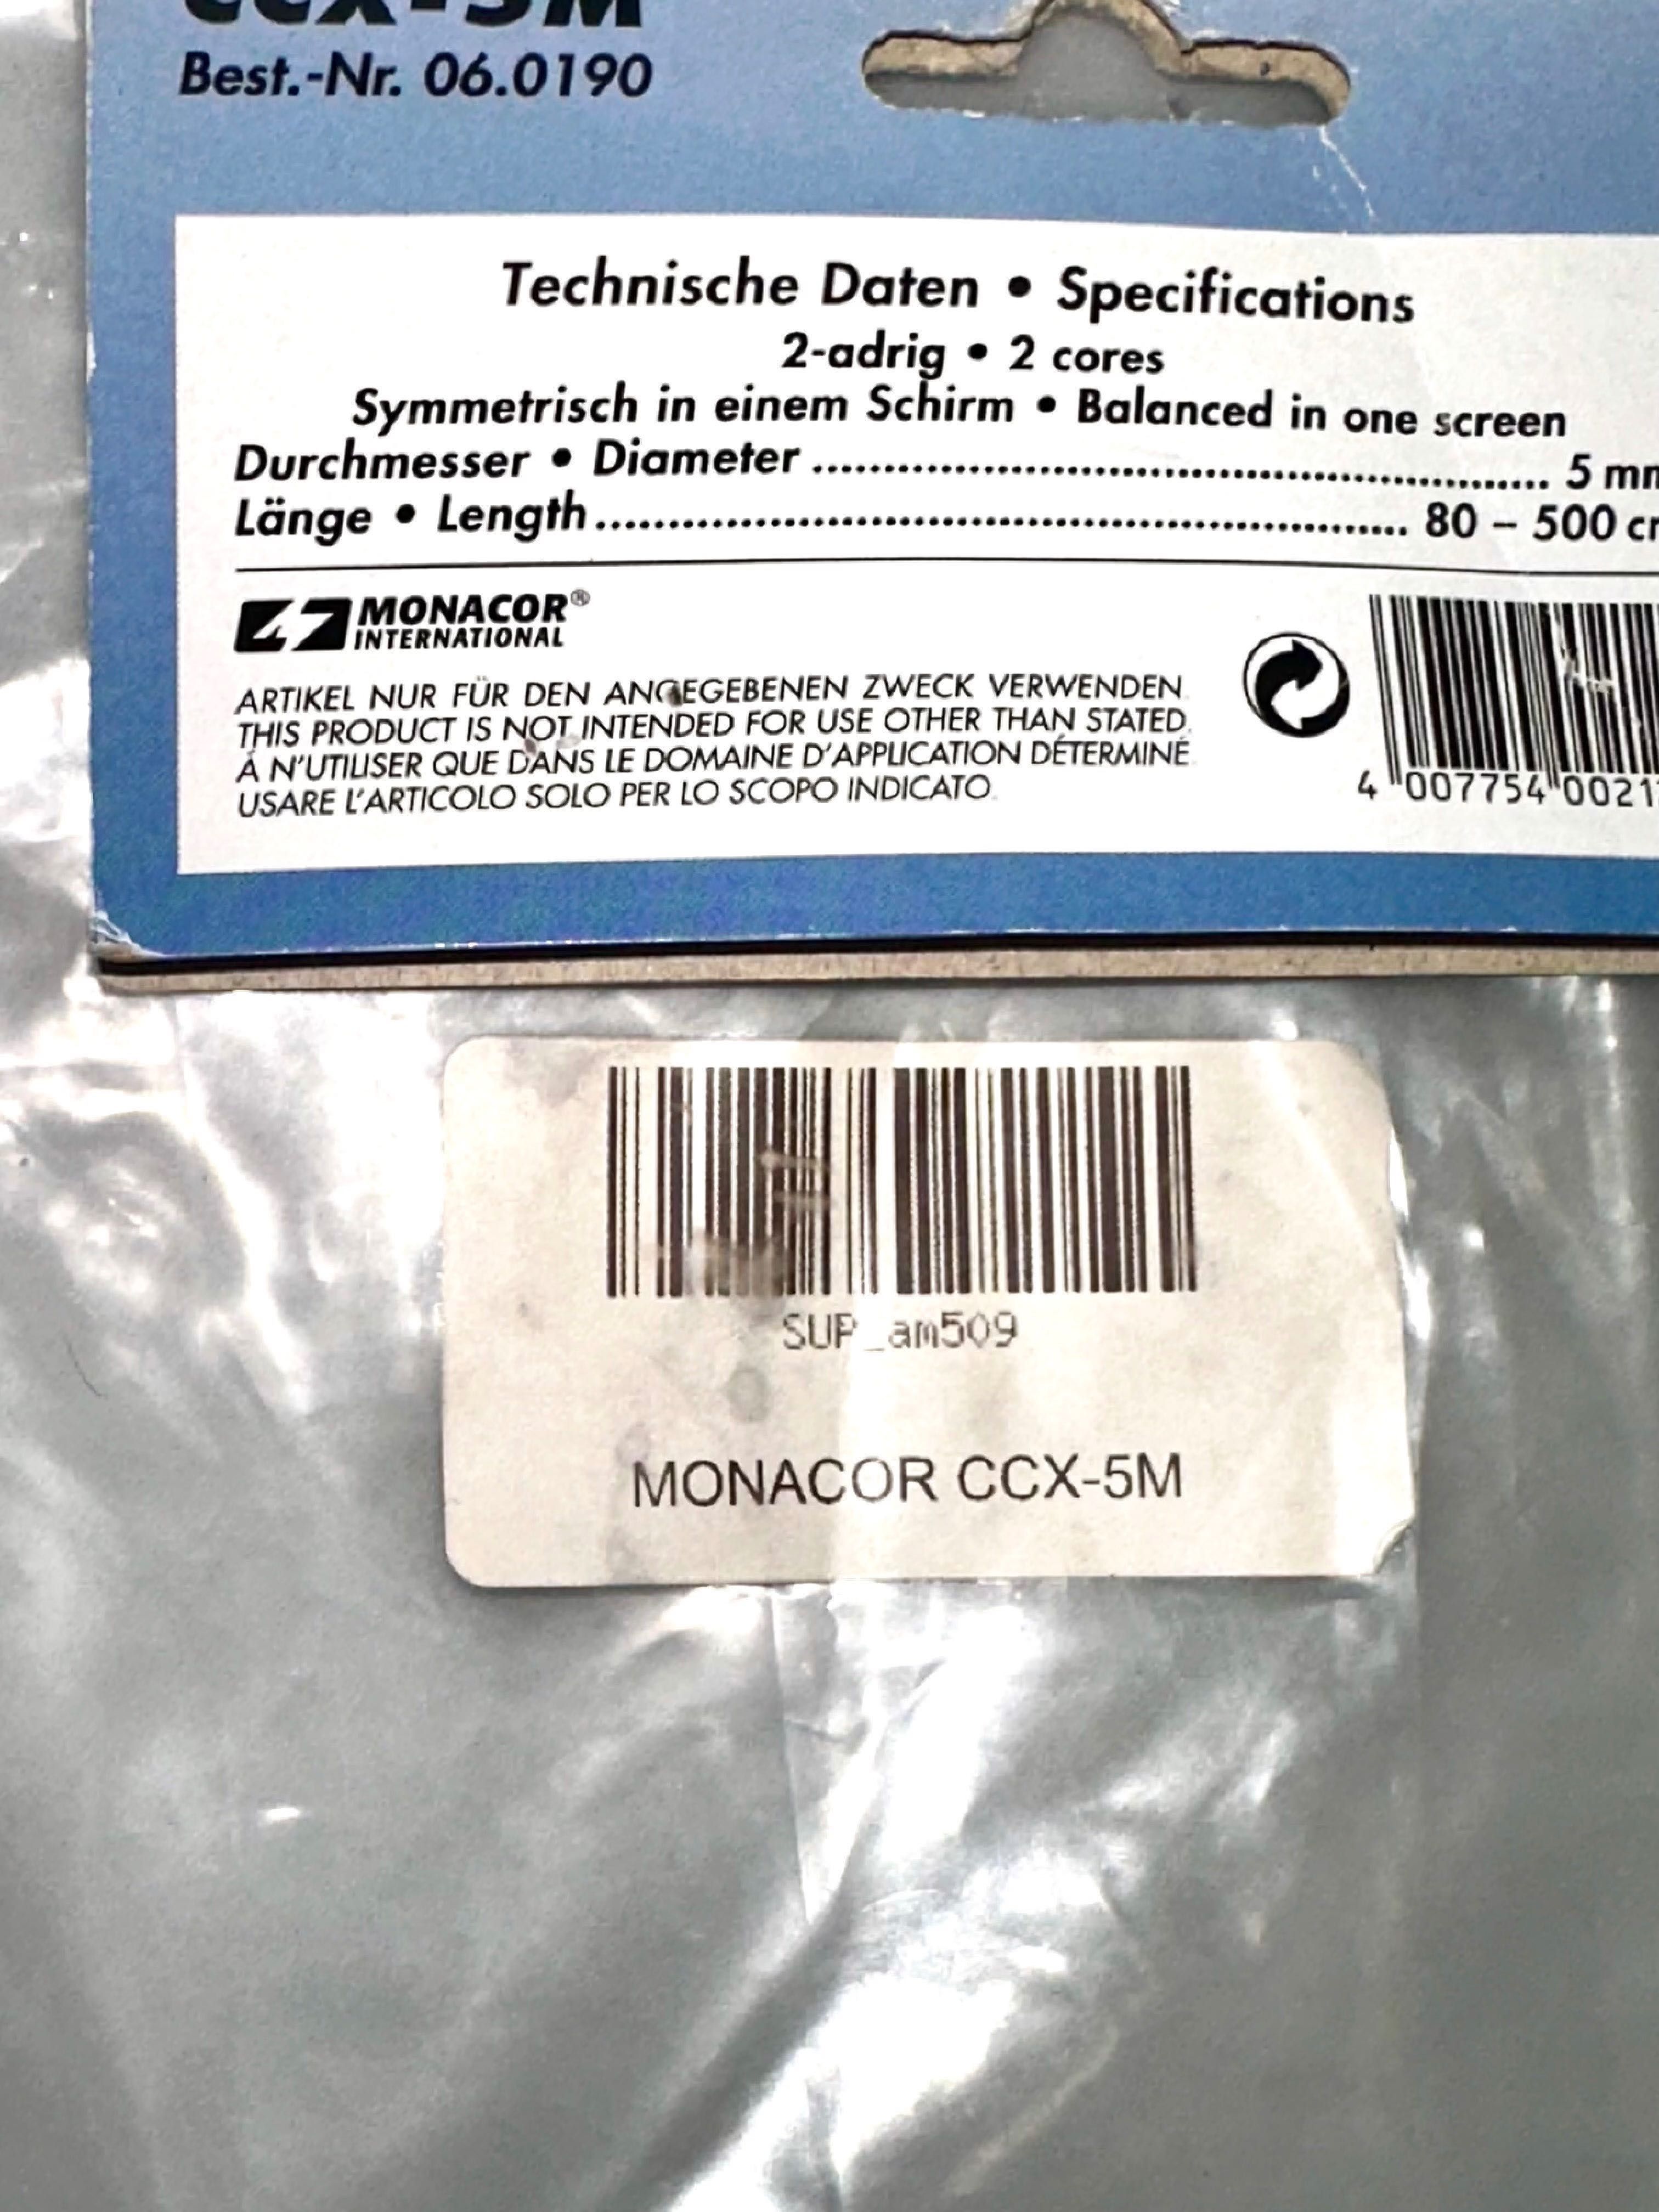 CCX-5M
Best.-Nr. 06.0190
Technische Daten • Specifications
2-adrig • 2 cores
Symmetrisch in einem Schirm • Balanced in one screen
Durchmesser • Diameter ........ 5 mm
Länge • Length ........ 80 – 500 cm
MONACOR®
INTERNATIONAL
ARTIKEL NUR FÜR DEN ANGEGEBENEN ZWECK VERWENDEN.
THIS PRODUCT IS NOT INTENDED FOR USE OTHER THAN STATED.
À N'UTILISER QUE DANS LE DOMAINE D'APPLICATION DÉTERMINÉ.
USARE L'ARTICOLO SOLO PER LO SCOPO INDICATO.
4 007754 0021
SUP_am509
MONACOR CCX-5M